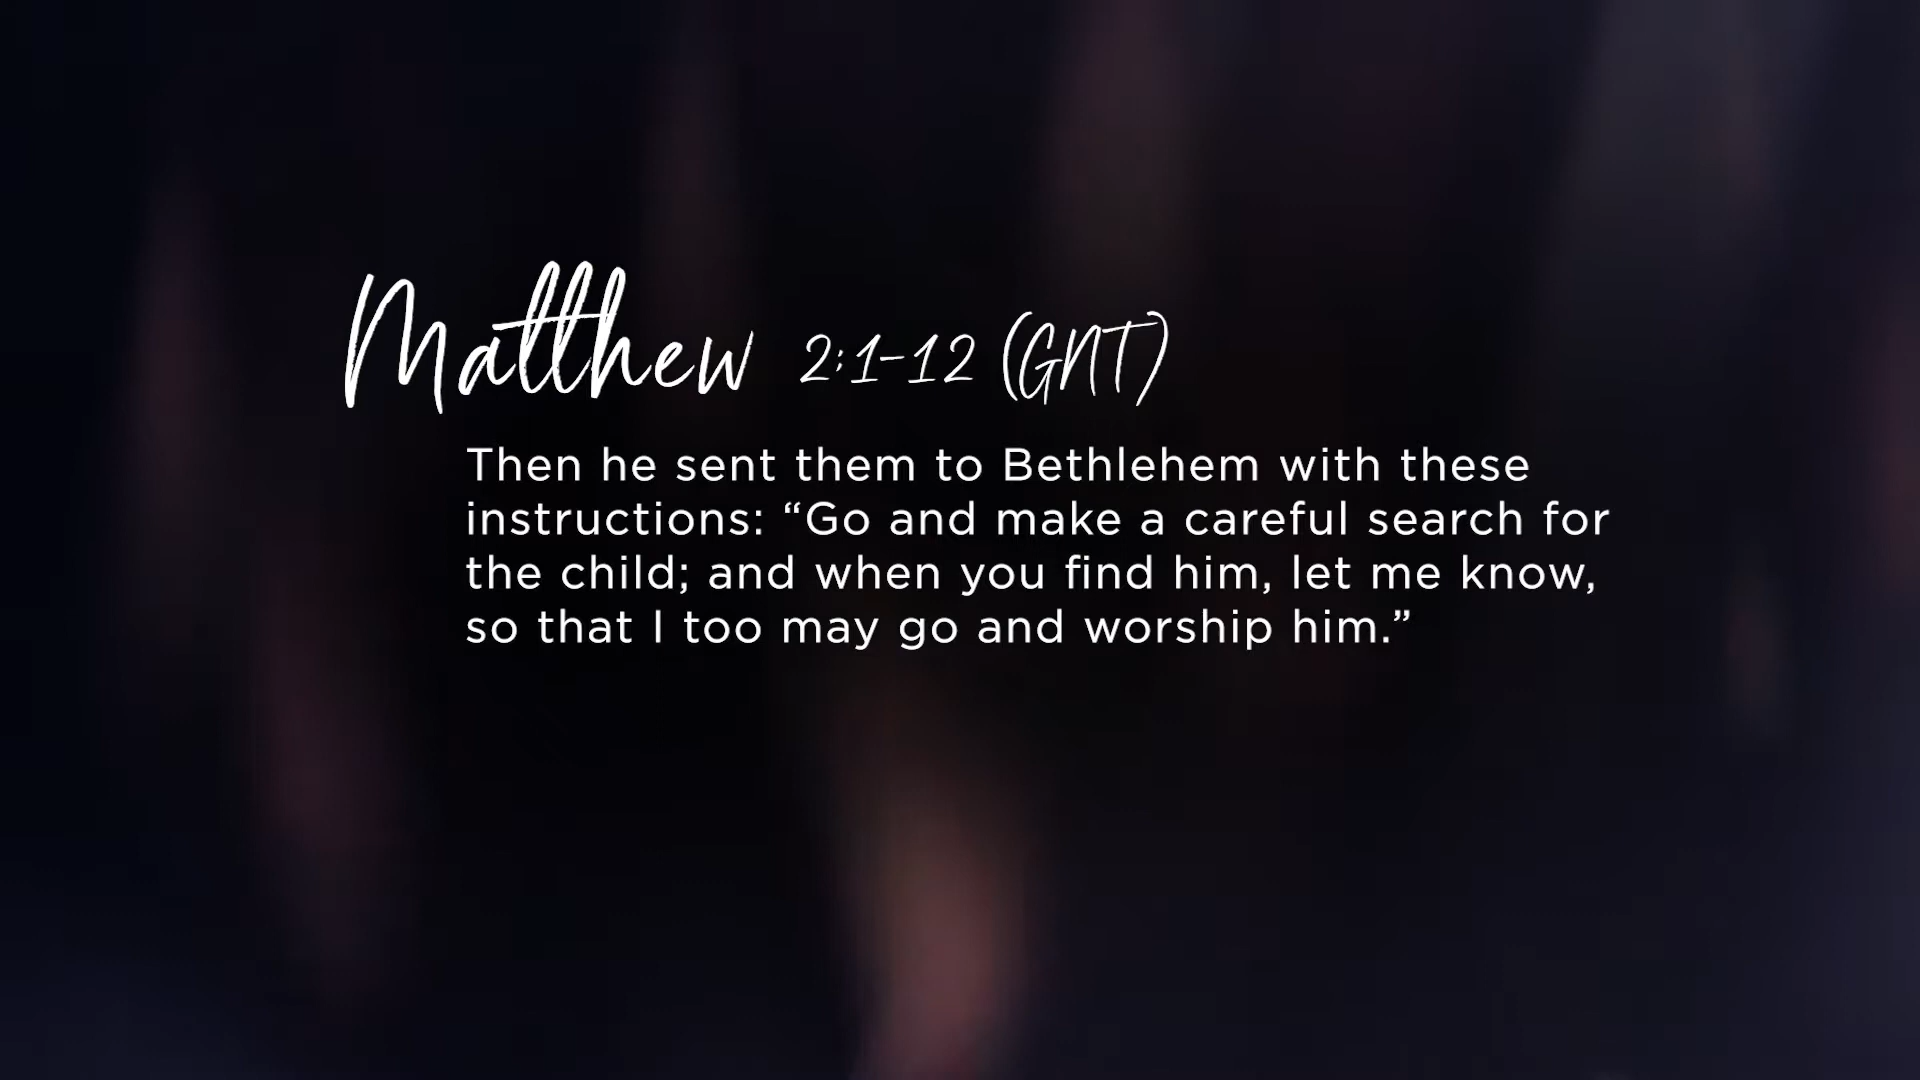 Matthew 2:1-12 (GNT)
Then he sent them to Bethlehem with these
instructions: “Go and make a careful search for
the child; and when you find him, let me know,
so that I too may go and worship him.”